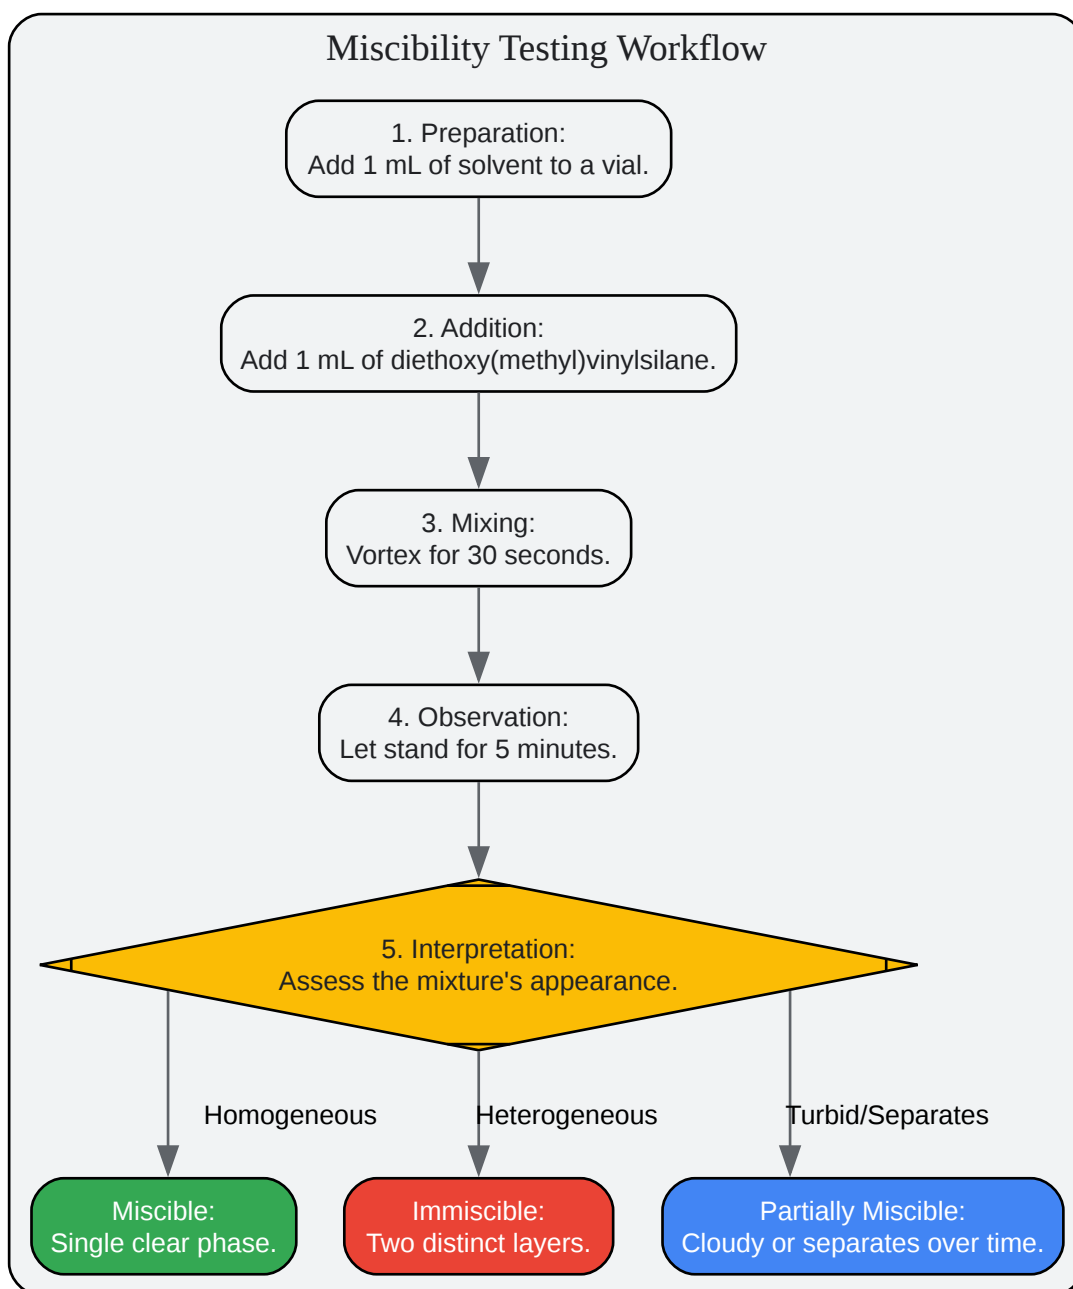 Miscibility Testing Workflow
1. Preparation:
Add 1 mL of solvent to a vial.
2. Addition:
Add 1 mL of diethoxy(methyl)vinylsilane.
3. Mixing:
Vortex for 30 seconds.
4. Observation:
Let stand for 5 minutes.
5. Interpretation:
Assess the mixture's appearance.
Homogeneous
Heterogeneous
Turbid/Separates
Miscible:
Single clear phase.
Immiscible:
Two distinct layers.
Partially Miscible:
Cloudy or separates over time.